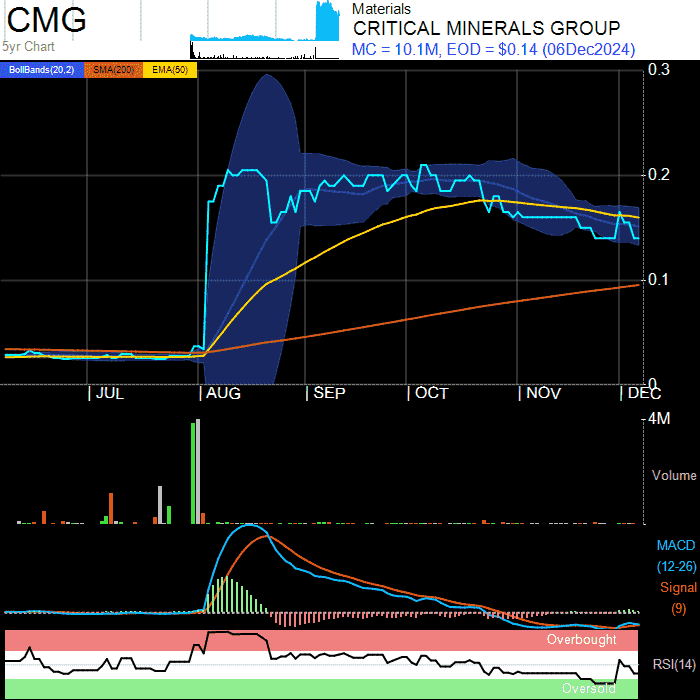 CMG
5yr Chart
Materials
CRITICAL MINERALS GROUP
MC = 10.1M, EOD = $0.14 (06Dec2024)
BollBands(20,2) SMA(200) EMA(50)
0.3
0.2
0.1
0
JUL AUG SEP OCT NOV DEC
4M
Volume
MACD
(12-26)
Signal
(9)
Overbought
RSI(14)
Oversold